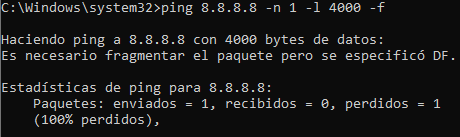 C:\Windows\system32>ping 8.8.8.8 -n 1 -l 4000 -f
Haciendo ping a 8.8.8.8 con 4000 bytes de datos:
Es necesario fragmentar el paquete pero se especificó DF.
Estadísticas de ping para 8.8.8.8:
Paquetes: enviados = 1, recibidos = 0, perdidos = 1
(100% perdidos),